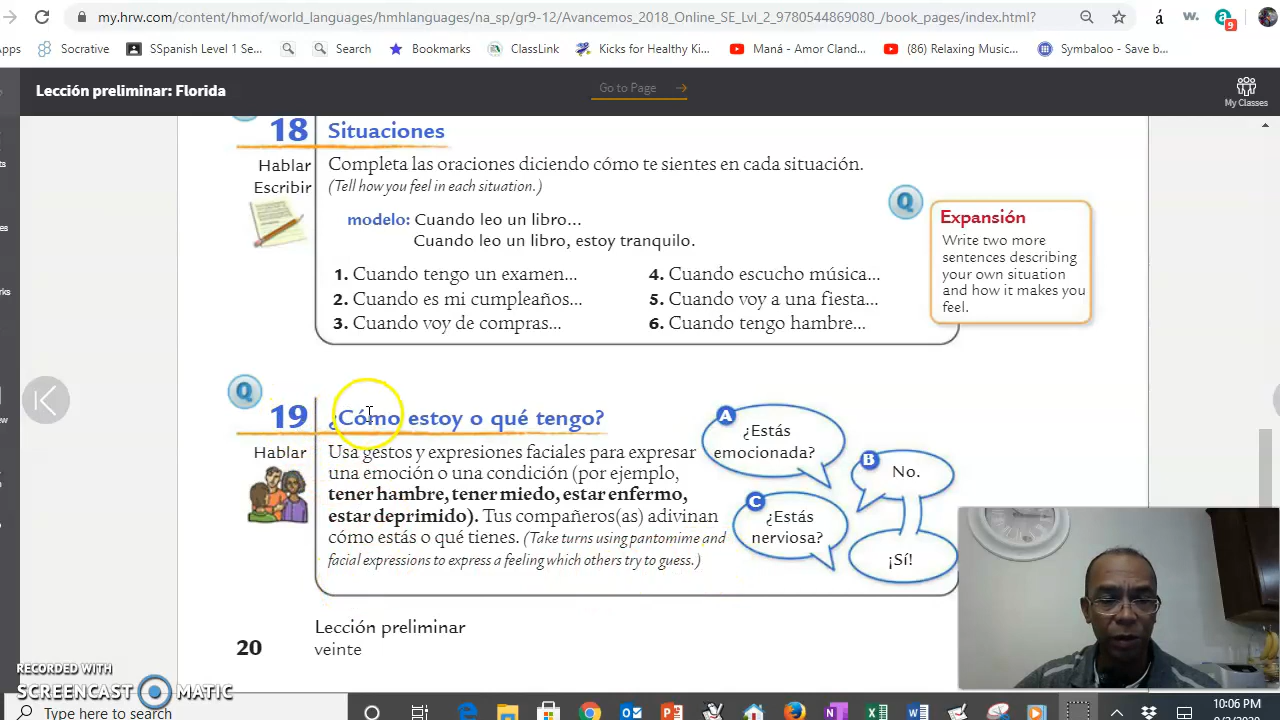 my.hrw.com/content/hmof/world_languages/hmhlanguages/na_sp/gr9-12/Avancemos_2018_Online_SE_Lvl_2_9780544869080_/book_pages/index.html?
á
w.
9
Apps
Socrative
SSpanish Level 1 Se...
Search
Bookmarks
ClassLink
Kicks for Healthy Ki...
Maná - Amor Cland...
(86) Relaxing Music...
Symbaloo - Save b...
Lección preliminar: Florida
Go to Page
My Classes
18
Situaciones
Hablar
Escribir
Completa las oraciones diciendo cómo te sientes en cada situación.
(Tell how you feel in each situation.)
modelo: Cuando leo un libro...
Cuando leo un libro, estoy tranquilo.
1. Cuando tengo un examen...
2. Cuando es mi cumpleaños...
3. Cuando voy de compras...
4. Cuando escucho música...
5. Cuando voy a una fiesta...
6. Cuando tengo hambre...
Q
Expansión
Write two more
sentences describing
your own situation
and how it makes you
feel.
Q
19
¿Cómo estoy o qué tengo?
Hablar
Usa gestos y expresiones faciales para expresar
una emoción o una condición (por ejemplo,
tener hambre, tener miedo, estar enfermo,
estar deprimido). Tus compañeros(as) adivinan
cómo estás o qué tienes. (Take turns using pantomime and
facial expressions to express a feeling which others try to guess.)
A
¿Estás
emocionada?
B
No.
C
¿Estás
nerviosa?
¡Sí!
20
Lección preliminar
veinte
RECORDED WITH
SCREENCAST MATIC
Type here to search
10:06 PM